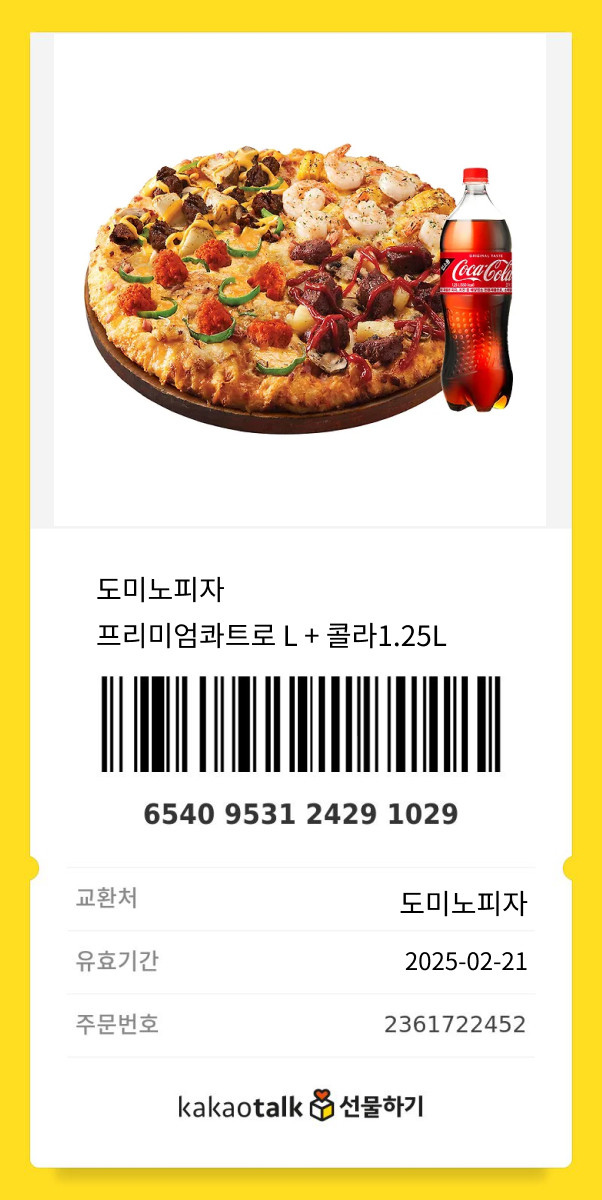 ORIGINAL TASTE
Coca-Cola
도미노피자
프리미엄콰트로 L + 콜라1.25L
6540 9531 2429 1029
교환처 도미노피자
유효기간 2025-02-21
주문번호 2361722452
kakaotalk 선물하기